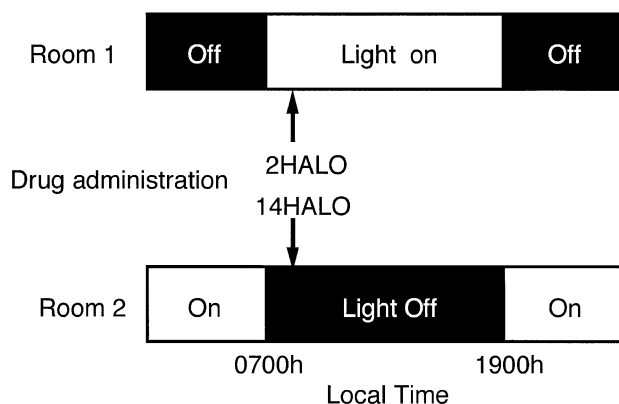 Room 1 Off Light on Off
2HALO
Drug administration
14HALO
Room 2 On Light Off On
0700h 1900h
Local Time